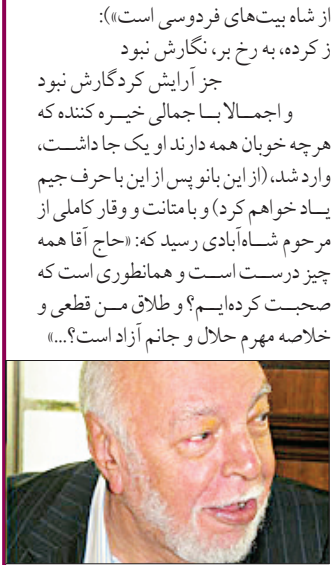 از شاه بیت‌های فردوسی است»):
ز کرده، به رخ بر، نگارش نبود
جز آرایش کردگارش نبود
و اجمالا با جمالی خیره کننده که
هرچه خوبان همه دارند او یک جا داشت،
وارد شد، (از این بانو پس از این با حرف جیم
یاد خواهم کرد) و با متانت و وقار کاملی از
مرحوم شاه‌آبادی رسید که: «حاج آقا همه
چیز درست است و همانطوری است که
صحبت کرده‌ایم؟ و طلاق من قطعی و
خلاصه مهرم حلال و جانم آزاد است؟...»